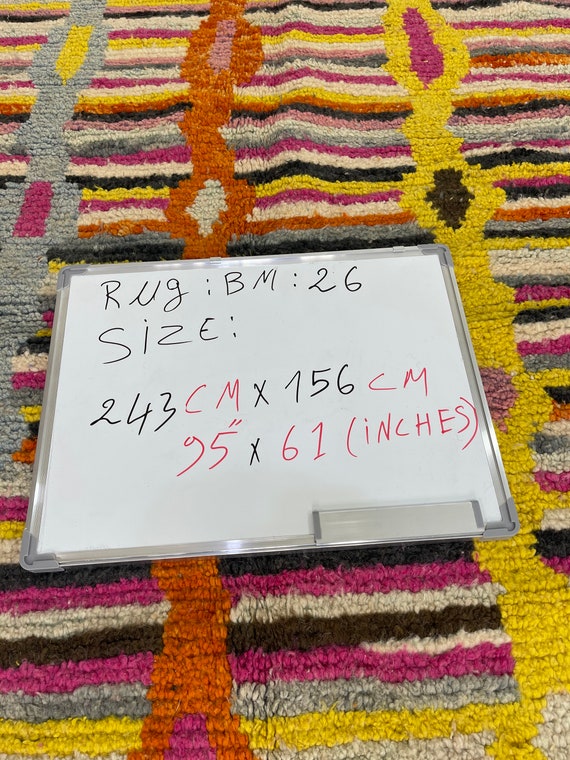 RUg : BM : 26
SiZE :
243 CM X 156 CM
95" X 61 (iNCHES)